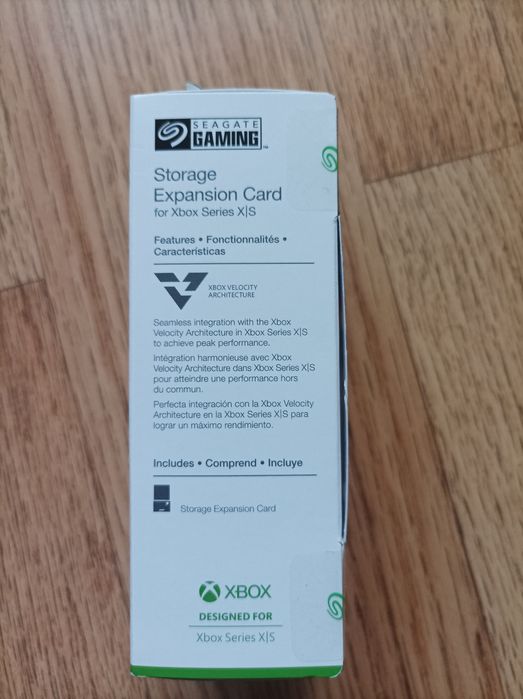 SEAGATE
GAMING™
Storage
Expansion Card
for Xbox Series X|S
Features • Fonctionnalités •
Características
XBOX VELOCITY
ARCHITECTURE
Seamless integration with the Xbox
Velocity Architecture in Xbox Series X|S
to achieve peak performance.
Intégration harmonieuse avec Xbox
Velocity Architecture dans Xbox Series X|S
pour atteindre une performance hors
du commun.
Perfecta integración con la Xbox Velocity
Architecture en la Xbox Series X|S para
lograr un máximo rendimiento.
Includes • Comprend • Incluye
Storage Expansion Card
XBOX
DESIGNED FOR
Xbox Series X|S